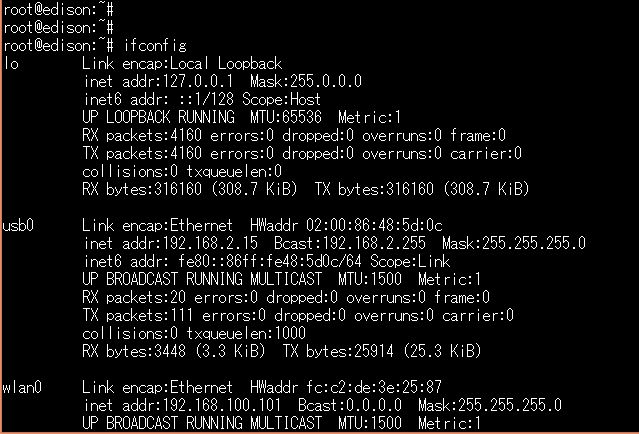 root@edison:~#
root@edison:~#
root@edison:~# ifconfig
lo        Link encap:Local Loopback
          inet addr:127.0.0.1  Mask:255.0.0.0
          inet6 addr: ::1/128 Scope:Host
          UP LOOPBACK RUNNING  MTU:65536  Metric:1
          RX packets:4160 errors:0 dropped:0 overruns:0 frame:0
          TX packets:4160 errors:0 dropped:0 overruns:0 carrier:0
          collisions:0 txqueuelen:0
          RX bytes:316160 (308.7 KiB)  TX bytes:316160 (308.7 KiB)
usb0      Link encap:Ethernet  HWaddr 02:00:86:48:5d:0c
          inet addr:192.168.2.15  Bcast:192.168.2.255  Mask:255.255.255.0
          inet6 addr: fe80::86ff:fe48:5d0c/64 Scope:Link
          UP BROADCAST RUNNING MULTICAST  MTU:1500  Metric:1
          RX packets:20 errors:0 dropped:0 overruns:0 frame:0
          TX packets:111 errors:0 dropped:0 overruns:0 carrier:0
          collisions:0 txqueuelen:1000
          RX bytes:3448 (3.3 KiB)  TX bytes:25914 (25.3 KiB)
wlan0     Link encap:Ethernet  HWaddr fc:c2:de:3e:25:87
          inet addr:192.168.100.101  Bcast:0.0.0.0  Mask:255.255.255.0
          UP BROADCAST RUNNING MULTICAST  MTU:1500  Metric:1